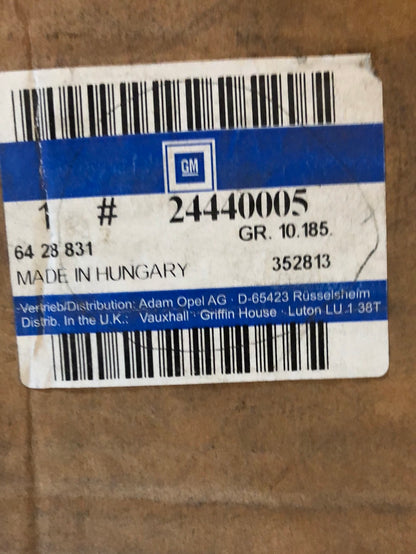 GM
1 # 24440005
GR. 10.185.
64 28 831
MADE IN HUNGARY 352813
Vertrieb/Distribution: Adam Opel AG · D-65423 Rüsselsheim
Distrib. In the U.K.: Vauxhall · Griffin House · Luton LU 1 38T